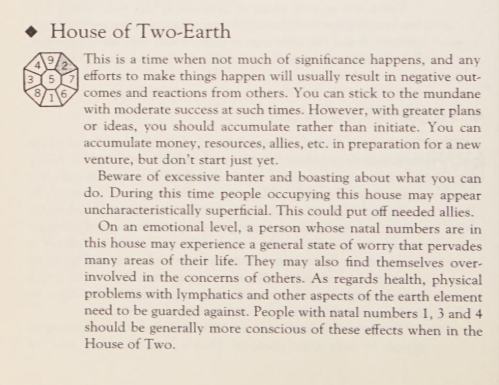 ◆ House of Two-Earth
4 9 2
3 5 7
8 1 6
This is a time when not much of significance happens, and any
efforts to make things happen will usually result in negative out-
comes and reactions from others. You can stick to the mundane
with moderate success at such times. However, with greater plans
or ideas, you should accumulate rather than initiate. You can
accumulate money, resources, allies, etc. in preparation for a new
venture, but don't start just yet.
Beware of excessive banter and boasting about what you can
do. During this time people occupying this house may appear
uncharacteristically superficial. This could put off needed allies.
On an emotional level, a person whose natal numbers are in
this house may experience a general state of worry that pervades
many areas of their life. They may also find themselves over-
involved in the concerns of others. As regards health, physical
problems with lymphatics and other aspects of the earth element
need to be guarded against. People with natal numbers 1, 3 and 4
should be generally more conscious of these effects when in the
House of Two.